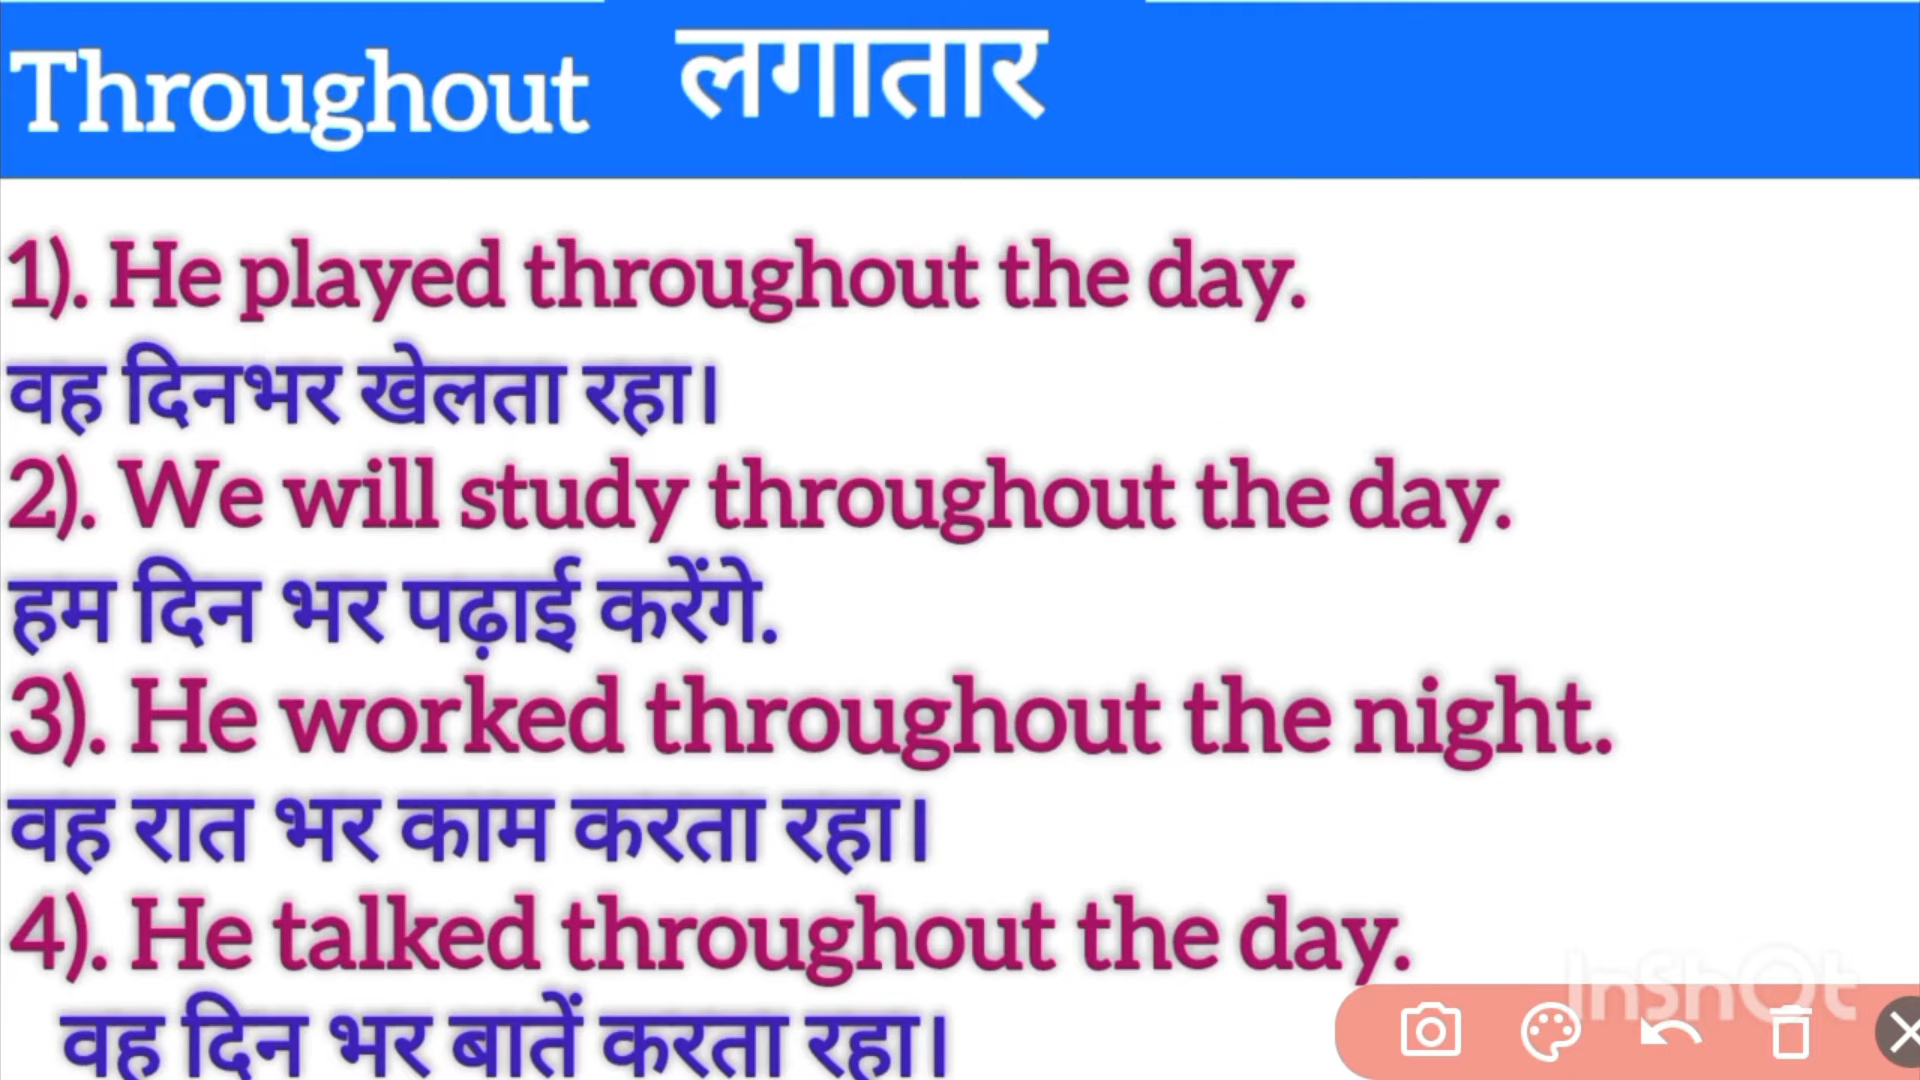 Throughout लगातार
1). He played throughout the day.
वह दिनभर खेलता रहा।
2). We will study throughout the day.
हम दिन भर पढ़ाई करेंगे.
3). He worked throughout the night.
वह रात भर काम करता रहा।
4). He talked throughout the day.
वह दिन भर बातें करता रहा।
InShOt